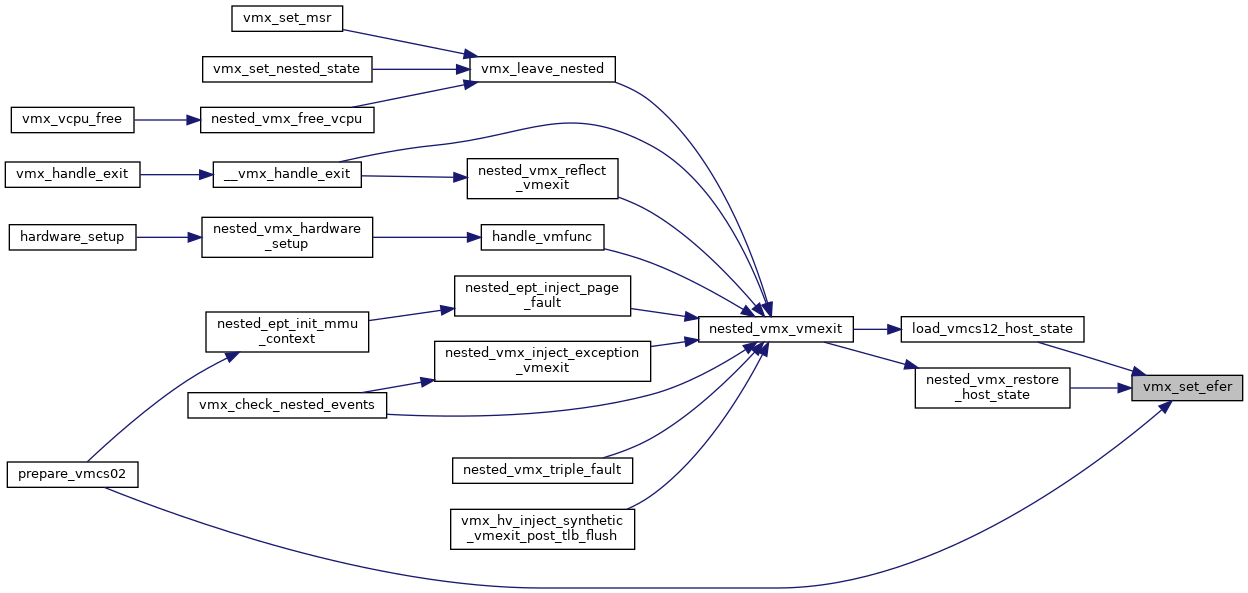 vmx_set_msr
vmx_set_nested_state
vmx_leave_nested
vmx_vcpu_free
nested_vmx_free_vcpu
vmx_handle_exit
__vmx_handle_exit
nested_vmx_reflect
_vmexit
hardware_setup
nested_vmx_hardware
_setup
handle_vmfunc
nested_ept_inject_page
_fault
nested_ept_init_mmu
_context
nested_vmx_vmexit
load_vmcs12_host_state
nested_vmx_inject_exception
_vmexit
nested_vmx_restore
_host_state
vmx_set_efer
vmx_check_nested_events
prepare_vmcs02
nested_vmx_triple_fault
vmx_hv_inject_synthetic
_vmexit_post_tlb_flush